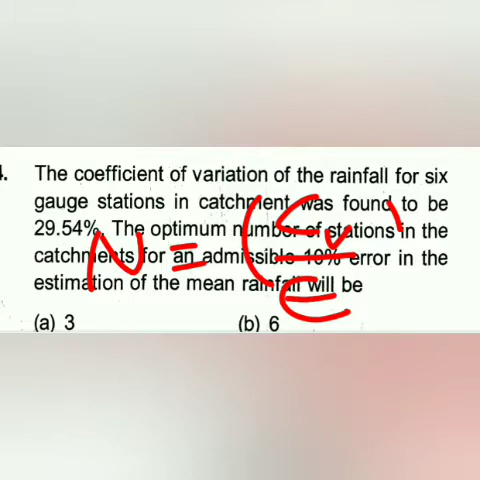 4. The coefficient of variation of the rainfall for six
gauge stations in catchment was found to be
29.54%. The optimum number of stations in the
catchments for an admissible 10% error in the
estimation of the mean rainfall will be
N = (Cv/E)
(a) 3 (b) 6